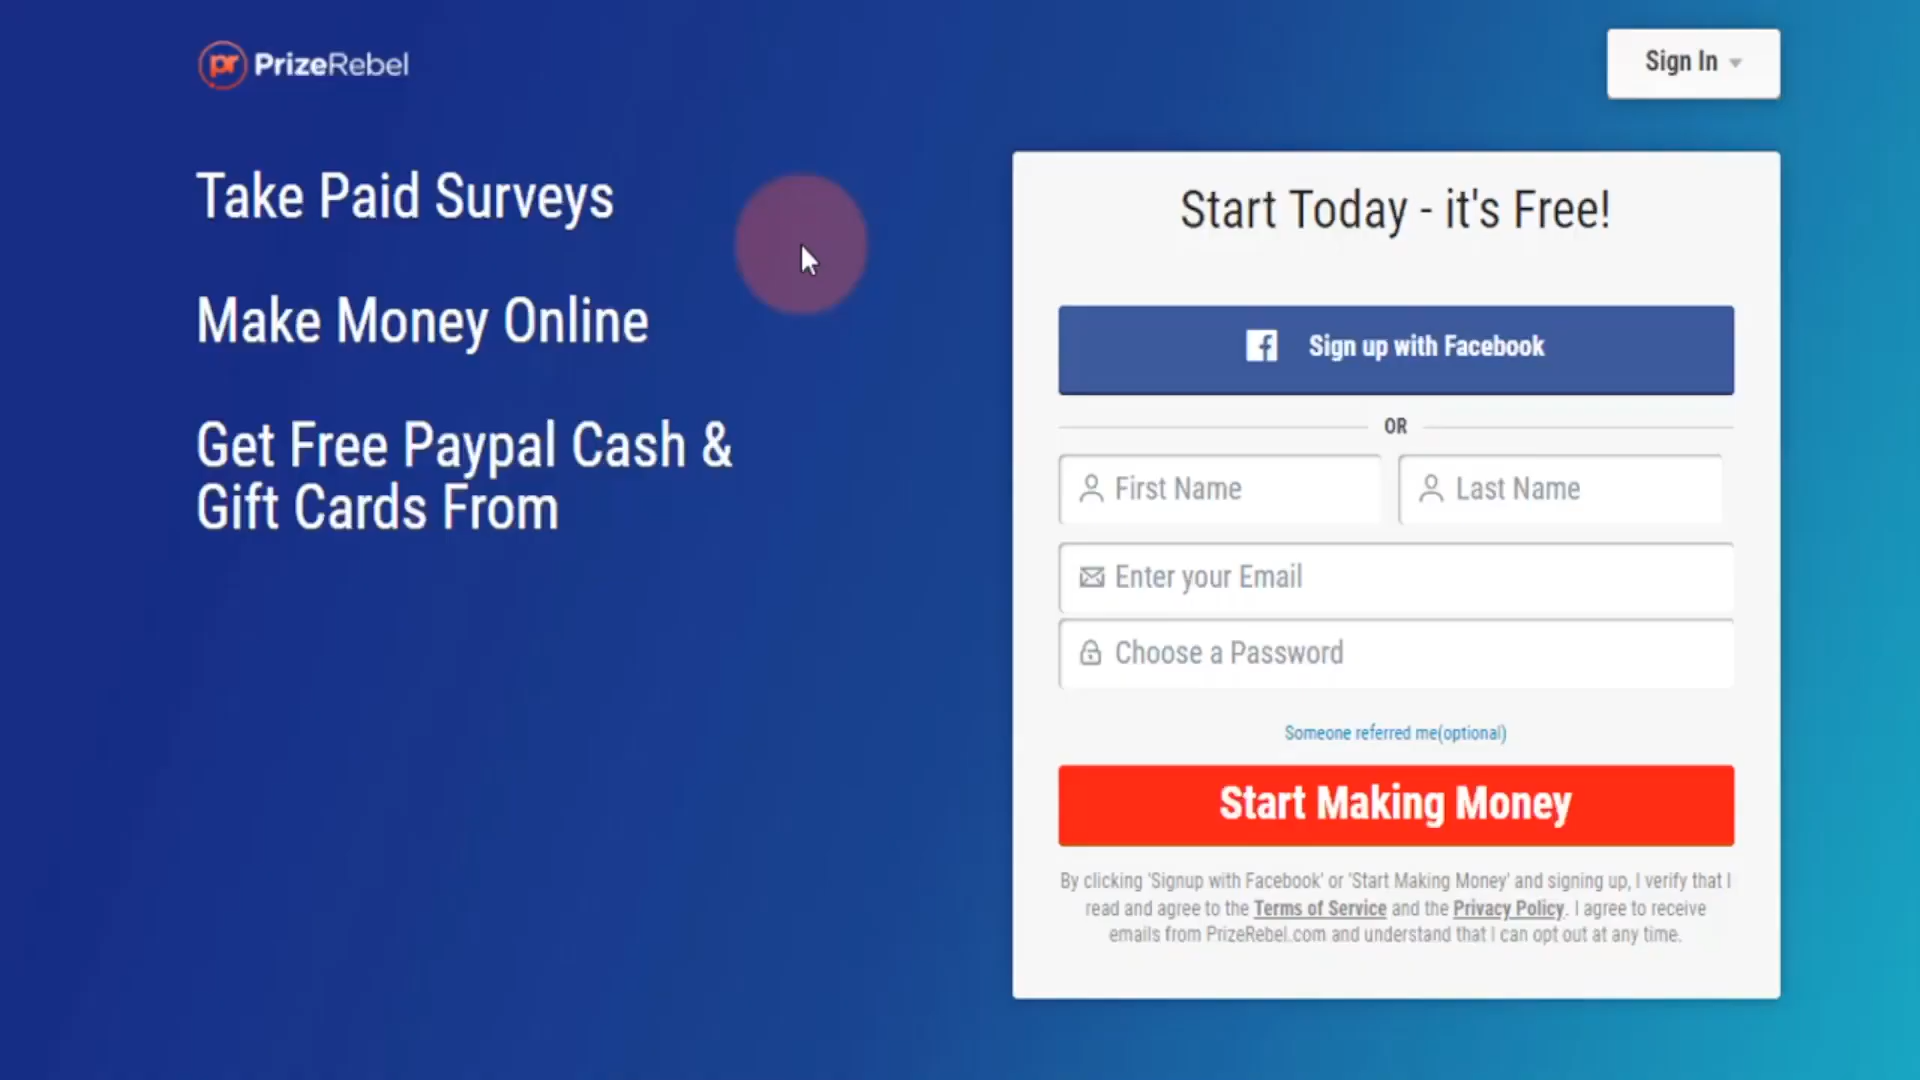 pr PrizeRebel
Sign In
Take Paid Surveys
Make Money Online
Get Free Paypal Cash &
Gift Cards From
Start Today - it's Free!
Sign up with Facebook
OR
First Name
Last Name
Enter your Email
Choose a Password
Someone referred me(optional)
Start Making Money
By clicking 'Signup with Facebook' or 'Start Making Money' and signing up, I verify that I
read and agree to the Terms of Service and the Privacy Policy. I agree to receive
emails from PrizeRebel.com and understand that I can opt out at any time.